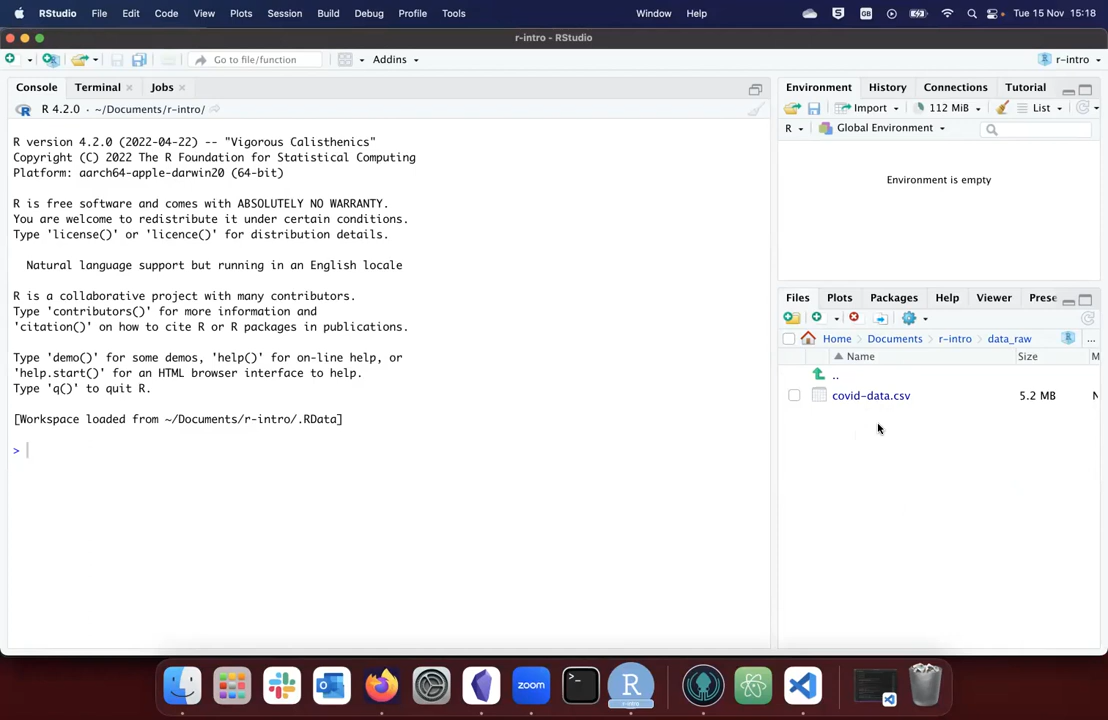 RStudio File Edit Code View Plots Session Build Debug Profile Tools Window Help GB Tue 15 Nov 15:18
r-intro - RStudio
Go to file/function Addins r-intro
Console Terminal Jobs
R 4.2.0 · ~/Documents/r-intro/
R version 4.2.0 (2022-04-22) -- "Vigorous Calisthenics"
Copyright (C) 2022 The R Foundation for Statistical Computing
Platform: aarch64-apple-darwin20 (64-bit)
R is free software and comes with ABSOLUTELY NO WARRANTY.
You are welcome to redistribute it under certain conditions.
Type 'license()' or 'licence()' for distribution details.
Natural language support but running in an English locale
R is a collaborative project with many contributors.
Type 'contributors()' for more information and
'citation()' on how to cite R or R packages in publications.
Type 'demo()' for some demos, 'help()' for on-line help, or
'help.start()' for an HTML browser interface to help.
Type 'q()' to quit R.
[Workspace loaded from ~/Documents/r-intro/.RData]
>
Environment History Connections Tutorial
Import 112 MiB List
R Global Environment
Environment is empty
Files Plots Packages Help Viewer Prese
Home Documents r-intro data_raw ...
Name Size M
..
covid-data.csv 5.2 MB N
zoom >_ R
r-intro